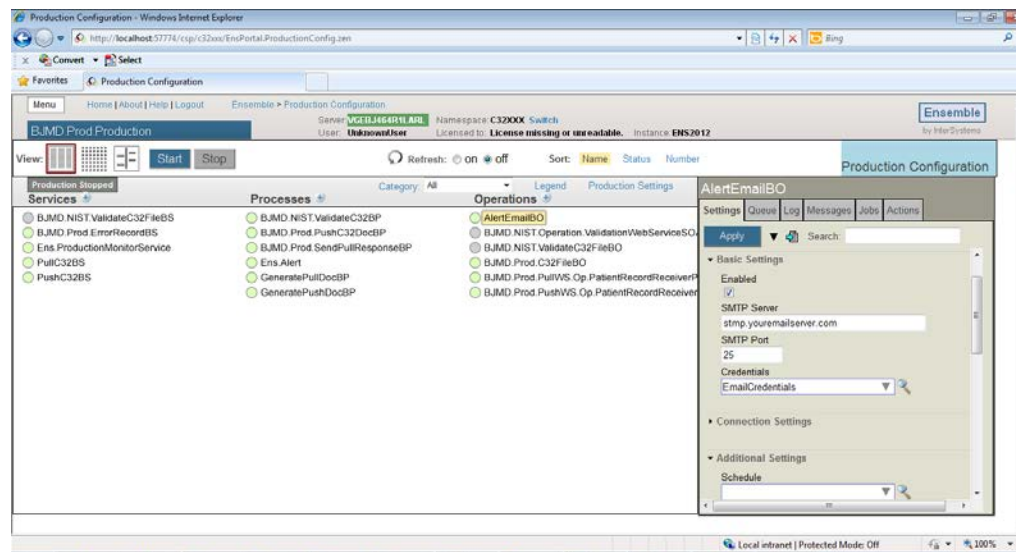 Production Configuration - Windows Internet Explorer
http://localhost:57774/csp/c32xxx/EnsPortal.ProductionConfig.zen
Bing
x Convert Select
Favorites Production Configuration
Menu Home | About | Help | Logout Ensemble > Production Configuration
Server Namespace: C32XXX Switch
User: UnknownUser Licensed to: License missing or unreadable. Instance: ENS2012
Ensemble
by InterSystems
BJMD.Prod.Production
View: Start Stop Refresh: on off Sort: Name Status Number
Production Configuration
Production Stopped Category: All Legend Production Settings
Services Processes Operations
BJMD.NIST.ValidateC32FileBS
BJMD.Prod.ErrorRecordBS
Ens.ProductionMonitorService
PullC32BS
PushC32BS
BJMD.NIST.ValidateC32BP
BJMD.Prod.PushC32DocBP
BJMD.Prod.SendPullResponseBP
Ens.Alert
GeneratePullDocBP
GeneratePushDocBP
AlertEmailBO
BJMD.NIST.Operation.ValidationWebServiceSO
BJMD.NIST.ValidateC32FileBO
BJMD.Prod.C32FileBO
BJMD.Prod.PullWS.Op.PatientRecordReceiverP
BJMD.Prod.PushWS.Op.PatientRecordReceiver
AlertEmailBO
Settings Queue Log Messages Jobs Actions
Apply Search:
Basic Settings
Enabled
SMTP Server
stmp.youremailserver.com
SMTP Port
25
Credentials
EmailCredentials
Connection Settings
Additional Settings
Schedule
Local intranet | Protected Mode: Off 100%